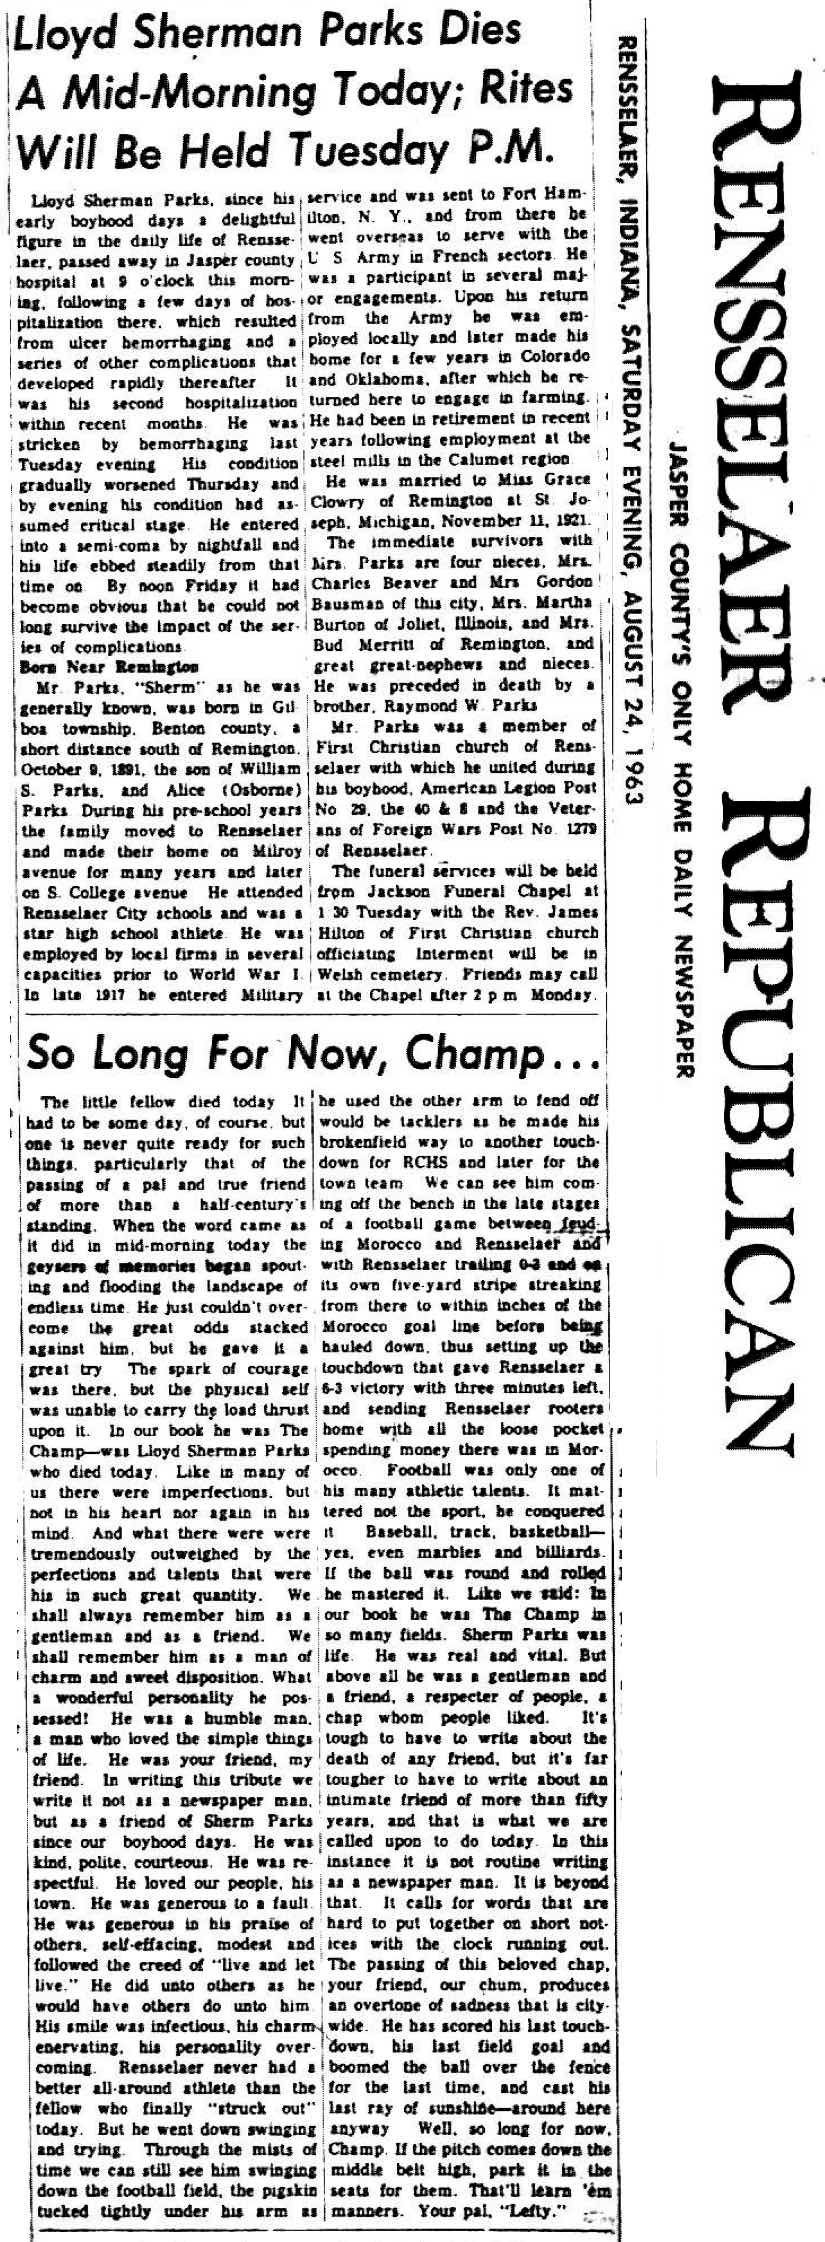 Lloyd Sherman Parks Dies
A Mid-Morning Today; Rites
Will Be Held Tuesday P.M.
Lloyd Sherman Parks, since his
early boyhood days a delightful
figure in the daily life of Rensse-
laer, passed away in Jasper county
hospital at 9 o'clock this morn-
ing, following a few days of hos-
pitalization there, which resulted
from ulcer hemorrhaging and a
series of other complications that
developed rapidly thereafter It
was his second hospitalization
within recent months. He was
stricken by hemorrhaging last
Tuesday evening His condition
gradually worsened Thursday and
by evening his condition had as-
sumed critical stage. He entered
into a semi-coma by nightfall and
his life ebbed steadily from that
time on By noon Friday it had
become obvious that he could not
long survive the impact of the ser-
ies of complications
Born Near Remington
Mr. Parks, "Sherm" as he was
generally known, was born in Gil
boa township, Benton county, a
short distance south of Remington,
October 9, 1891, the son of William
S. Parks, and Alice (Osborne)
Parks During his pre-school years
the family moved to Rensselaer
and made their home on Milroy
avenue for many years and later
on S. College avenue He attended
Rensselaer City schools and was a
star high school athlete He was
employed by local firms in several
capacities prior to World War I.
In late 1917 he entered Military
service and was sent to Fort Ham-
ilton, N. Y., and from there he
went overseas to serve with the
U S Army in French sectors. He
was a participant in several maj-
or engagements. Upon his return
from the Army he was em-
ployed locally and later made his
home for a few years in Colorado
and Oklahoma, after which he re-
turned here to engage in farming.
He had been in retirement in recent
years following employment at the
steel mills in the Calumet region
He was married to Miss Grace
Clowry of Remington at St. Jo-
seph, Michigan, November 11, 1921.
The immediate survivors with
Mrs. Parks are four nieces, Mrs.
Charles Beaver and Mrs Gordon
Bausman of this city, Mrs. Martha
Burton of Joliet, Illinois, and Mrs.
Bud Merritt of Remington, and
great great-nephews and nieces.
He was preceded in death by a
brother, Raymond W. Parks
Mr. Parks was a member of
First Christian church of Rens-
selaer with which he united during
his boyhood, American Legion Post
No 29, the 40 & 8 and the Veter-
ans of Foreign Wars Post No. 1279
of Rensselaer.
The funeral services will be held
from Jackson Funeral Chapel at
1 30 Tuesday with the Rev. James
Hilton of First Christian church
officiating Interment will be in
Welsh cemetery. Friends may call
at the Chapel after 2 p m Monday.
So Long For Now, Champ...
The little fellow died today It
had to be some day, of course, but
one is never quite ready for such
things, particularly that of the
passing of a pal and true friend
of more than a half-century's
standing. When the word came as
it did in mid-morning today the
geysers of memories began spout-
ing and flooding the landscape of
endless time. He just couldn't over-
come the great odds stacked
against him, but he gave it a
great try The spark of courage
was there, but the physical self
was unable to carry the load thrust
upon it. In our book he was The
Champ—was Lloyd Sherman Parks
who died today. Like in many of
us there were imperfections, but
not in his heart nor again in his
mind. And what there were were
tremendously outweighed by the
perfections and talents that were
his in such great quantity. We
shall always remember him as a
gentleman and as a friend. We
shall remember him as a man of
charm and sweet disposition. What
a wonderful personality he pos-
sessed! He was a humble man,
a man who loved the simple things
of life. He was your friend, my
friend. In writing this tribute we
write it not as a newspaper man,
but as a friend of Sherm Parks
since our boyhood days. He was
kind, polite, courteous. He was re-
spectful. He loved our people, his
town. He was generous to a fault.
He was generous in his praise of
others, self-effacing, modest and
followed the creed of "live and let
live." He did unto others as he
would have others do unto him
His smile was infectious, his charm
enervating, his personality over-
coming. Rensselaer never had a
better all-around athlete than the
fellow who finally "struck out"
today. But he went down swinging
and trying. Through the mists of
time we can still see him swinging
down the football field, the pigskin
tucked tightly under his arm as
he used the other arm to fend off
would be tacklers as he made his
brokenfield way to another touch-
down for RCHS and later for the
town team We can see him com-
ing off the bench in the late stages
of a football game between feud-
ing Morocco and Rensselaer and
with Rensselaer trailing 0-3 and on
its own five-yard stripe streaking
from there to within inches of the
Morocco goal line before being
hauled down, thus setting up the
touchdown that gave Rensselaer a
6-3 victory with three minutes left,
and sending Rensselaer rooters
home with all the loose pocket
spending money there was in Mor-
occo. Football was only one of
his many athletic talents. It mat-
tered not the sport, he conquered
it Baseball, track, basketball—
yes, even marbles and billiards.
If the ball was round and rolled
he mastered it. Like we said: In
our book he was The Champ in
so many fields. Sherm Parks was
life. He was real and vital. But
above all he was a gentleman and
a friend, a respecter of people, a
chap whom people liked. It's
tough to have to write about the
death of any friend, but it's far
tougher to have to write about an
intimate friend of more than fifty
years, and that is what we are
called upon to do today. In this
instance it is not routine writing
as a newspaper man. It is beyond
that. It calls for words that are
hard to put together on short not-
ices with the clock running out.
The passing of this beloved chap,
your friend, our chum, produces
an overtone of sadness that is city-
wide. He has scored his last touch-
down, his last field goal and
boomed the ball over the fence
for the last time, and cast his
last ray of sunshine—around here
anyway Well, so long for now,
Champ. If the pitch comes down the
middle belt high, park it in the
seats for them. That'll learn 'em
manners. Your pal, "Lefty."
RENSSELAER REPUBLICAN
JASPER COUNTY'S ONLY HOME DAILY NEWSPAPER
RENSSELAER, INDIANA, SATURDAY EVENING, AUGUST 24, 1963